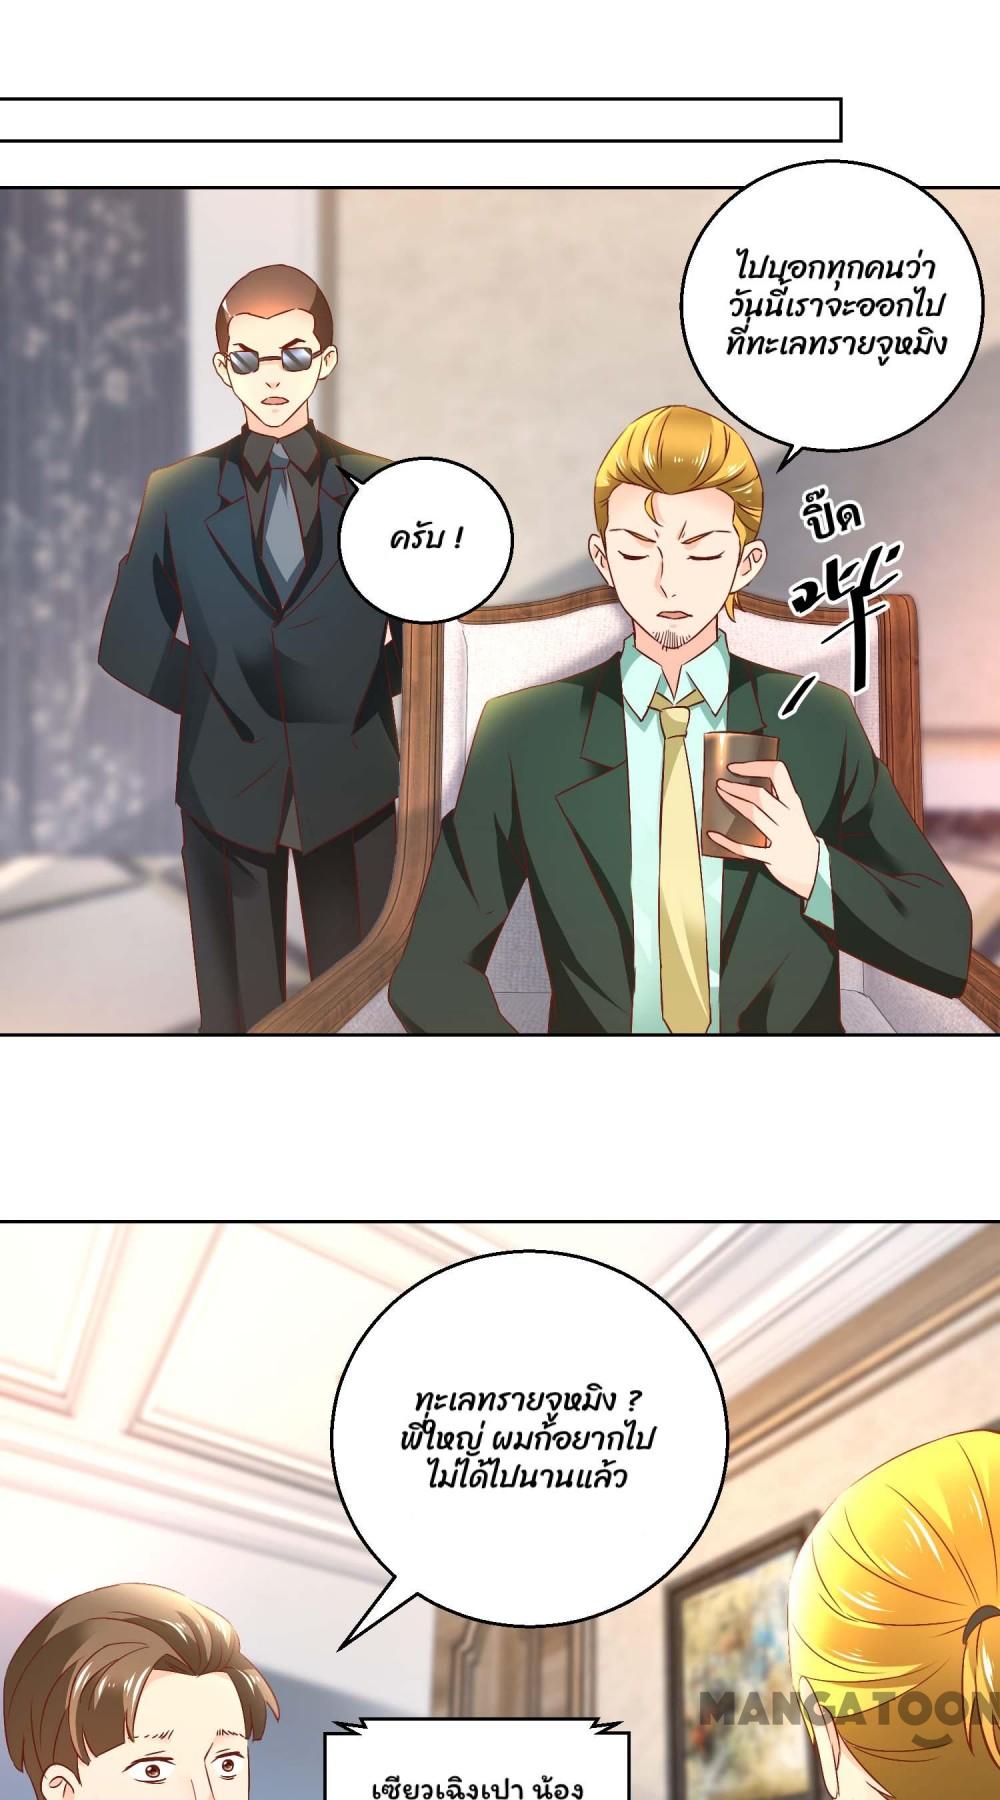 ไปบอกทุกคนว่า
วันนี้เราจะออกไป
ที่ทะเลทรายจูหมิง
ครับ !
ปิ๊ด
ทะเลทรายจูหมิง ?
พี่ใหญ่ ผมก็อยากไป
ไม่ได้ไปนานแล้ว
MANGATOON
เซียวเฉิงเปา น้อง